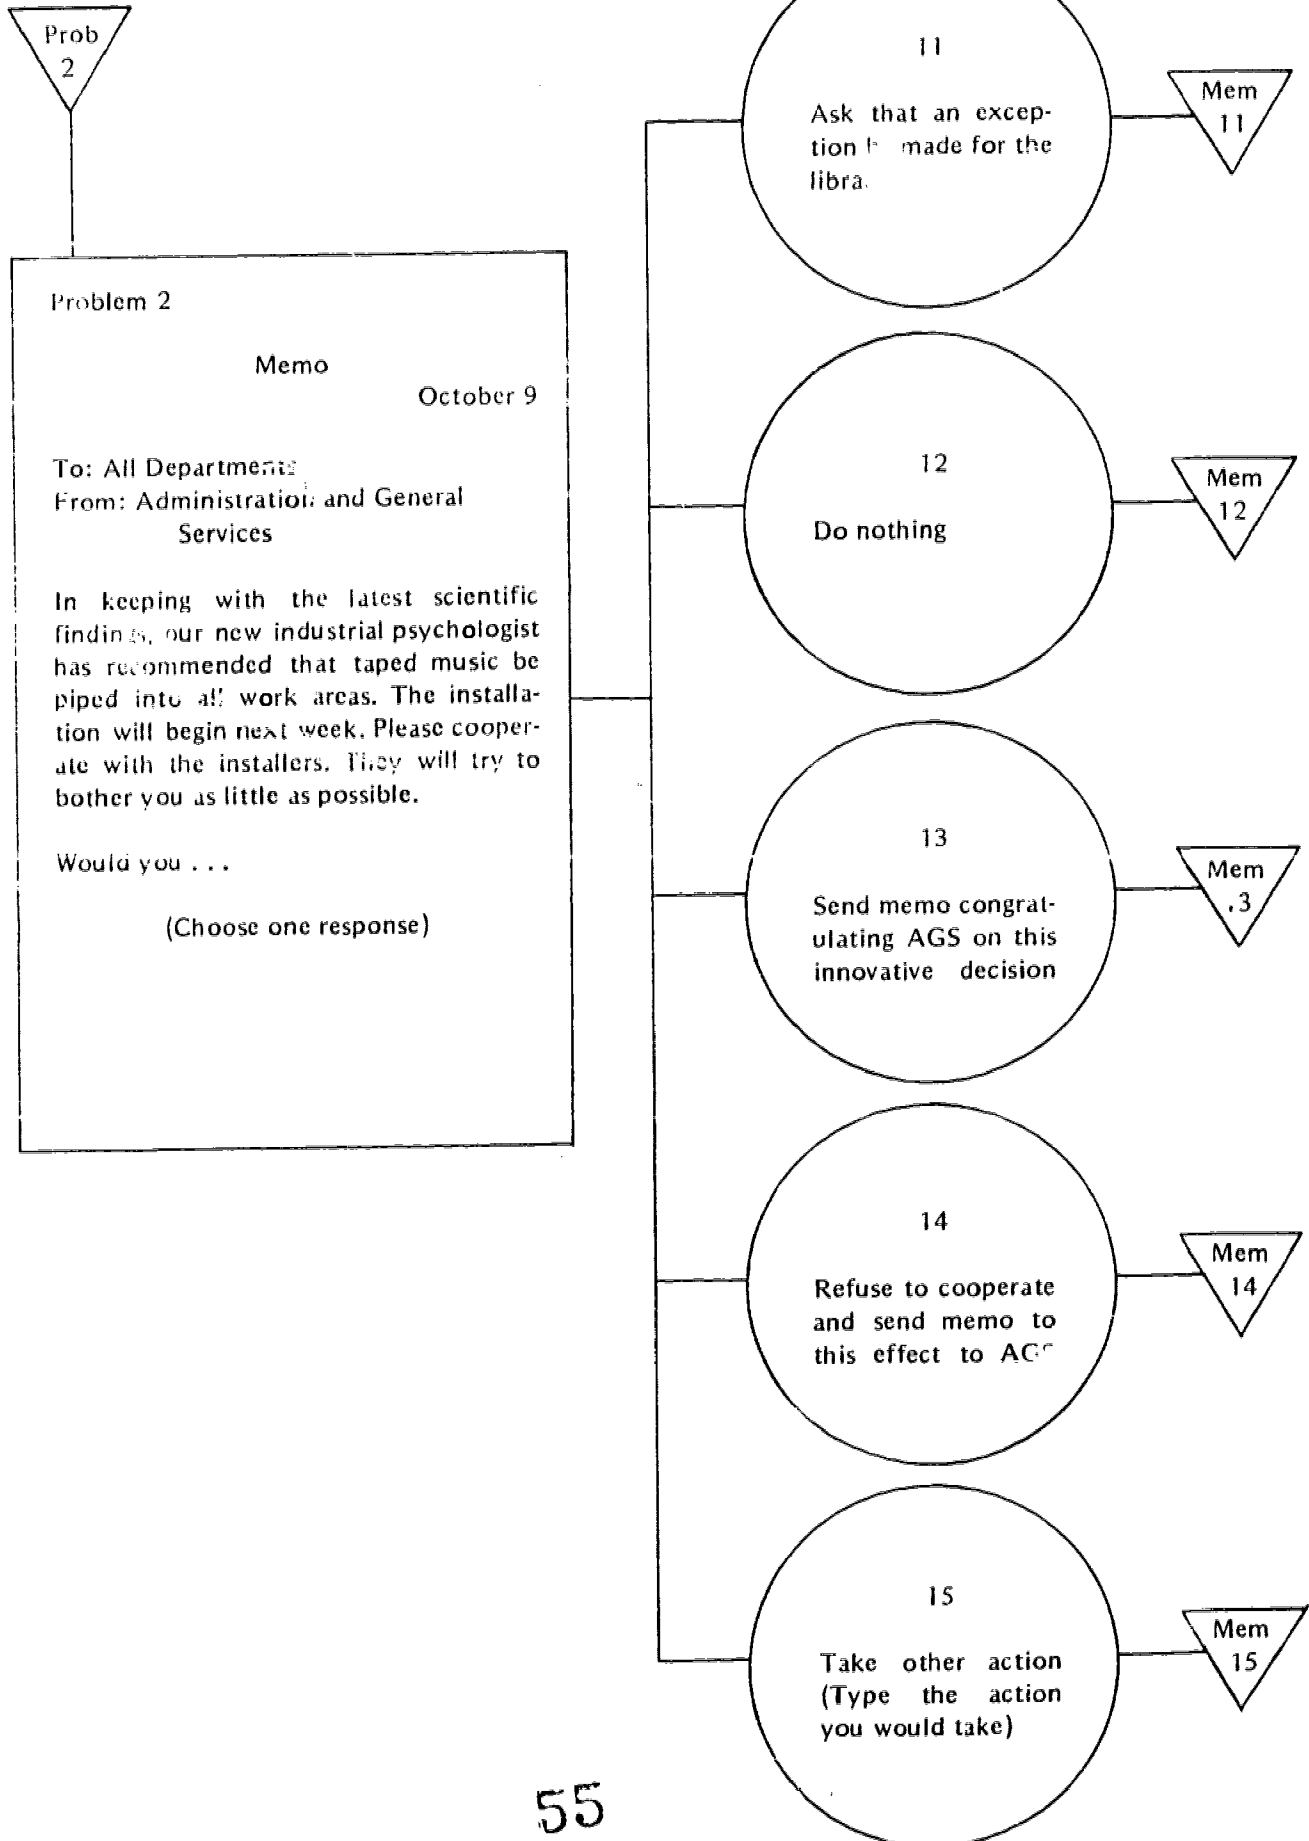 Prob
2
Problem 2
Memo
October 9
To: All Departments
From: Administration and General
Services
In keeping with the latest scientific
findings, our new industrial psychologist
has recommended that taped music be
piped into all work areas. The installa-
tion will begin next week. Please cooper-
ate with the installers. They will try to
bother you as little as possible.
Would you . . .
(Choose one response)
11
Ask that an excep-
tion made for the
Mem
11
12
Do nothing
Mem
12
13
Send memo congrat-
ulating AGS on this
innovative decision
Mem
14
Refuse to cooperate
and send memo to
this effect to
Mem
14
15
Take other action
(Type the action
you would take)
Mem
15
55